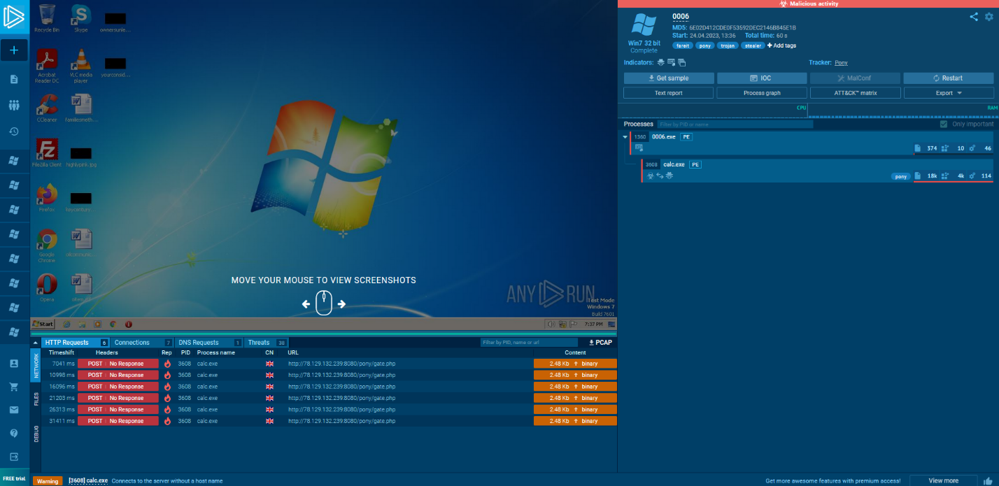 Recycle Bin
Skype
ownersunle...
Acrobat Reader DC
VLC media player
yourconsid...
CCleaner
familiesmeth...
FileZilla Client
highlypink.jpg
Firefox
keycentury...
Google Chrome
Opera
MOVE YOUR MOUSE TO VIEW SCREENSHOTS
ANY RUN
Test Mode
Windows 7
Build 7601
Start
7:37 PM
HTTP Requests 6 Connections 7 DNS Requests 1 Threats 38 Filter by PID, name or url PCAP
NETWORK
FILES
DEBUG
Timeshift Headers Rep PID Process name CN URL Content
7041 ms POST No Response 3608 calc.exe http://78.129.132.239:8080/pony/gate.php 2.48 Kb binary
10998 ms POST No Response 3608 calc.exe http://78.129.132.239:8080/pony/gate.php 2.48 Kb binary
16096 ms POST No Response 3608 calc.exe http://78.129.132.239:8080/pony/gate.php 2.48 Kb binary
21203 ms POST No Response 3608 calc.exe http://78.129.132.239:8080/pony/gate.php 2.48 Kb binary
26313 ms POST No Response 3608 calc.exe http://78.129.132.239:8080/pony/gate.php 2.48 Kb binary
31411 ms POST No Response 3608 calc.exe http://78.129.132.239:8080/pony/gate.php 2.48 Kb binary
FREE trial
Warning [3608] calc.exe Connects to the server without a host name
Malicious activity
Win7 32 bit
Complete
0006
MD5: 6E02D412CDE0F53592DEC2146B845E1B
Start: 24.04.2023, 13:36 Total time: 60 s
fareit pony trojan stealer + Add tags
Indicators:
Tracker: Pony
Get sample IOC MalConf Restart
Text report Process graph ATT&CK™ matrix Export
CPU RAM
Processes Filter by PID or name Only important
1360 0006.exe PE
374 10 46
3608 calc.exe PE
pony 18k 4k 114
Get more awesome features with premium access! View more